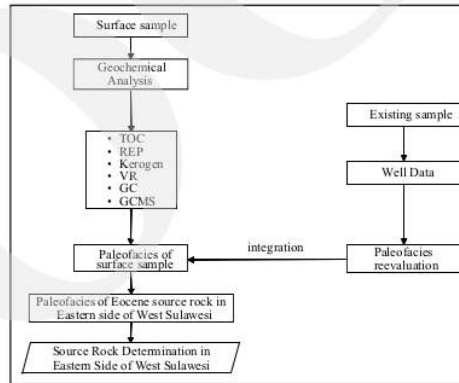 Surface sample
Geochemical
Analysis
• TOC
• REP
• Kerogen
• VR
• GC
• GCMS
Existing sample
Well Data
integration
Paleofacies of
surface sample
Paleofacies
reevaluation
Paleofacies of Eocene source rock in
Eastern side of West Sulawesi
Source Rock Determination in
Eastern Side of West Sulawesi